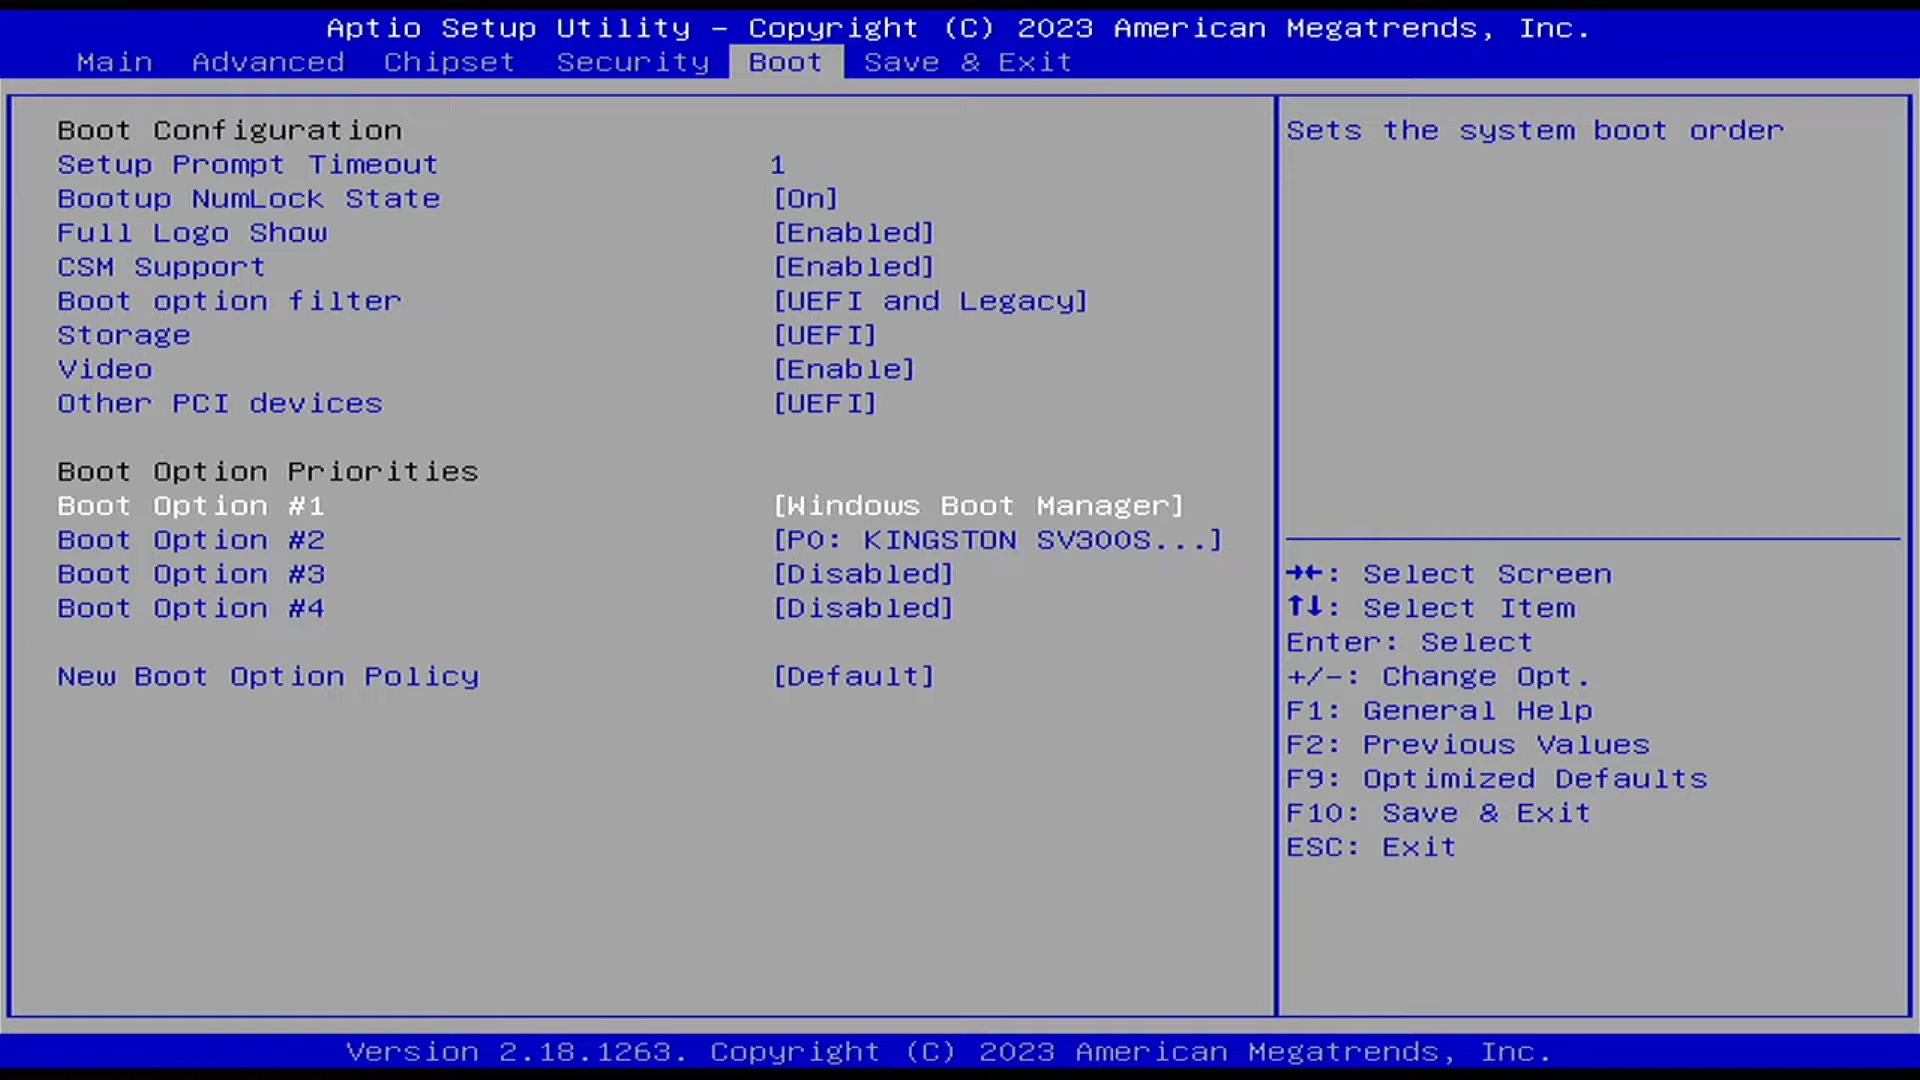 Aptio Setup Utility – Copyright (C) 2023 American Megatrends, Inc.
Main Advanced Chipset Security Boot Save & Exit
Boot Configuration
Setup Prompt Timeout 1
Bootup NumLock State [On]
Full Logo Show [Enabled]
CSM Support [Enabled]
Boot option filter [UEFI and Legacy]
Storage [UEFI]
Video [Enable]
Other PCI devices [UEFI]
Boot Option Priorities
Boot Option #1 [Windows Boot Manager]
Boot Option #2 [P0: KINGSTON SV300S...]
Boot Option #3 [Disabled]
Boot Option #4 [Disabled]
New Boot Option Policy [Default]
Sets the system boot order
→←: Select Screen
↑↓: Select Item
Enter: Select
+/-: Change Opt.
F1: General Help
F2: Previous Values
F9: Optimized Defaults
F10: Save & Exit
ESC: Exit
Version 2.18.1263. Copyright (C) 2023 American Megatrends, Inc.